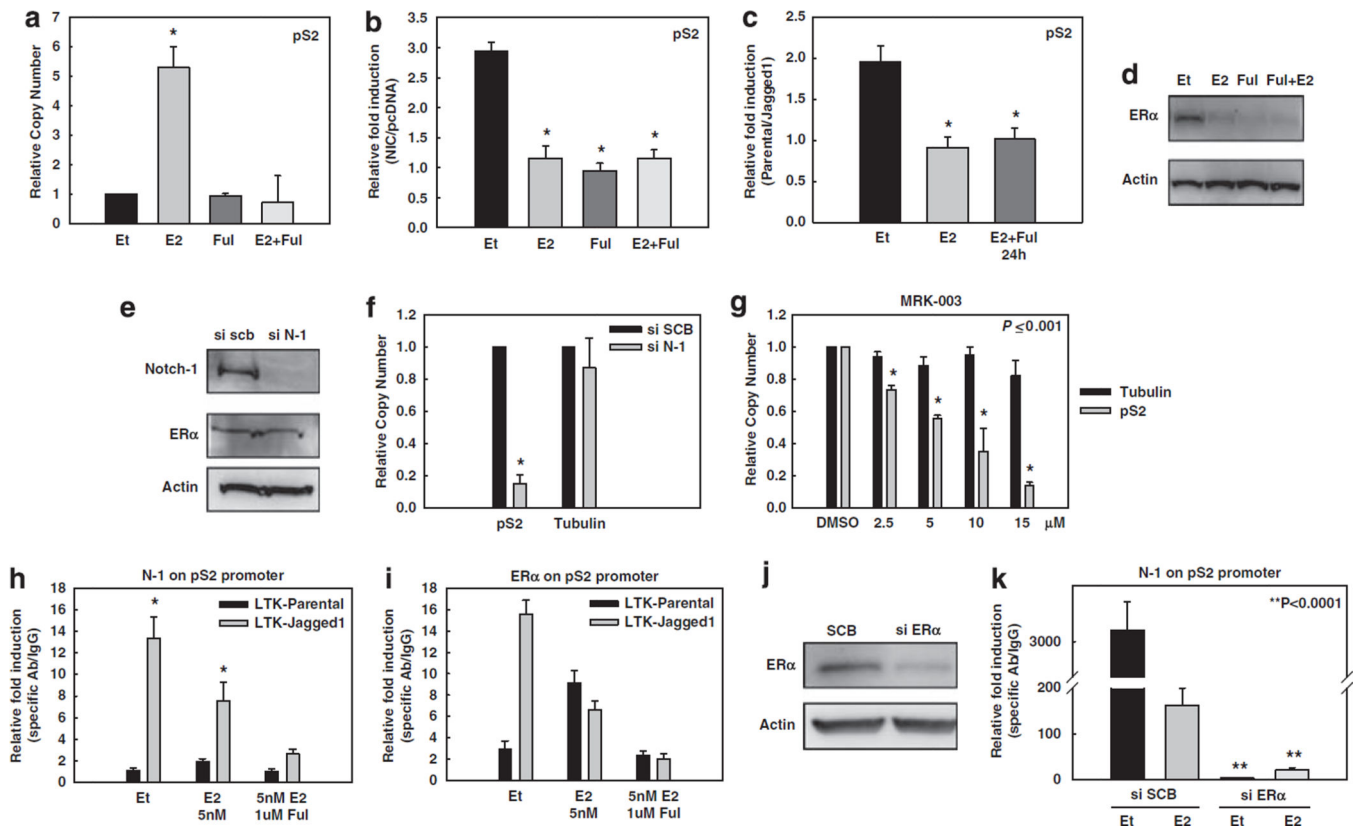 a
pS2
Relative Copy Number
7
6
5
4
3
2
1
0
*
Et
E2
Ful
E2+Ful
b
pS2
Relative fold induction
(NIC/pcDNA)
3.5
3.0
2.5
2.0
1.5
1.0
0.5
0.0
*
*
*
Et
E2
Ful
E2+Ful
c
pS2
Relative fold induction
(Parental/Jagged1)
2.5
2.0
1.5
1.0
0.5
0.0
*
*
Et
E2
E2+Ful
24h
d
Et E2 Ful Ful+E2
ERα
Actin
e
si scb si N-1
Notch-1
ERα
Actin
f
Relative Copy Number
1.2
1.0
0.8
0.6
0.4
0.2
0.0
si SCB
si N-1
*
pS2
Tubulin
g
MRK-003
P ≤0.001
Relative Copy Number
1.2
1.0
0.8
0.6
0.4
0.2
0.0
*
*
*
*
DMSO 2.5 5 10 15 μM
Tubulin
pS2
h
N-1 on pS2 promoter
Relative fold induction
(specific Ab/IgG)
18
16
14
12
10
8
6
4
2
0
LTK-Parental
LTK-Jagged1
*
*
Et
E2
5nM
5nM E2
1uM Ful
i
ERα on pS2 promoter
Relative fold induction
(specific Ab/IgG)
18
16
14
12
10
8
6
4
2
0
LTK-Parental
LTK-Jagged1
Et
E2
5nM
5nM E2
1uM Ful
j
SCB si ERα
ERα
Actin
k
N-1 on pS2 promoter
**P<0.0001
Relative fold induction
(specific Ab/IgG)
3000
200
100
0
**
**
si SCB
si ERα
Et E2 Et E2